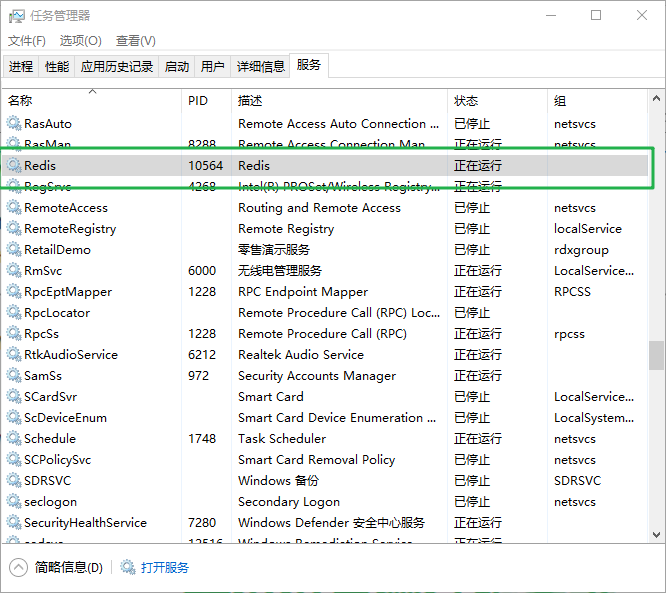 任务管理器
文件(F) 选项(O) 查看(V)
进程 性能 应用历史记录 启动 用户 详细信息 服务
名称 PID 描述 状态 组
RasAuto Remote Access Auto Connection ... 已停止 netsvcs
RasMan 8288 Remote Access Connection Man... 正在运行 netsvcs
Redis 10564 Redis 正在运行
RegSrvc 4268 Intel(R) PROSet/Wireless Registry... 正在运行
RemoteAccess Routing and Remote Access 已停止 netsvcs
RemoteRegistry Remote Registry 已停止 localService
RetailDemo 零售演示服务 已停止 rdxgroup
RmSvc 6000 无线电管理服务 正在运行 LocalService...
RpcEptMapper 1228 RPC Endpoint Mapper 正在运行 RPCSS
RpcLocator Remote Procedure Call (RPC) Loc... 已停止
RpcSs 1228 Remote Procedure Call (RPC) 正在运行 rpcss
RtkAudioService 6212 Realtek Audio Service 正在运行
SamSs 972 Security Accounts Manager 正在运行
SCardSvr Smart Card 已停止 LocalService...
ScDeviceEnum Smart Card Device Enumeration ... 已停止 LocalSystem...
Schedule 1748 Task Scheduler 正在运行 netsvcs
SCPolicySvc Smart Card Removal Policy 已停止 netsvcs
SDRSVC Windows 备份 已停止 SDRSVC
seclogon Secondary Logon 已停止 netsvcs
SecurityHealthService 7280 Windows Defender 安全中心服务 正在运行
简略信息(D) 打开服务